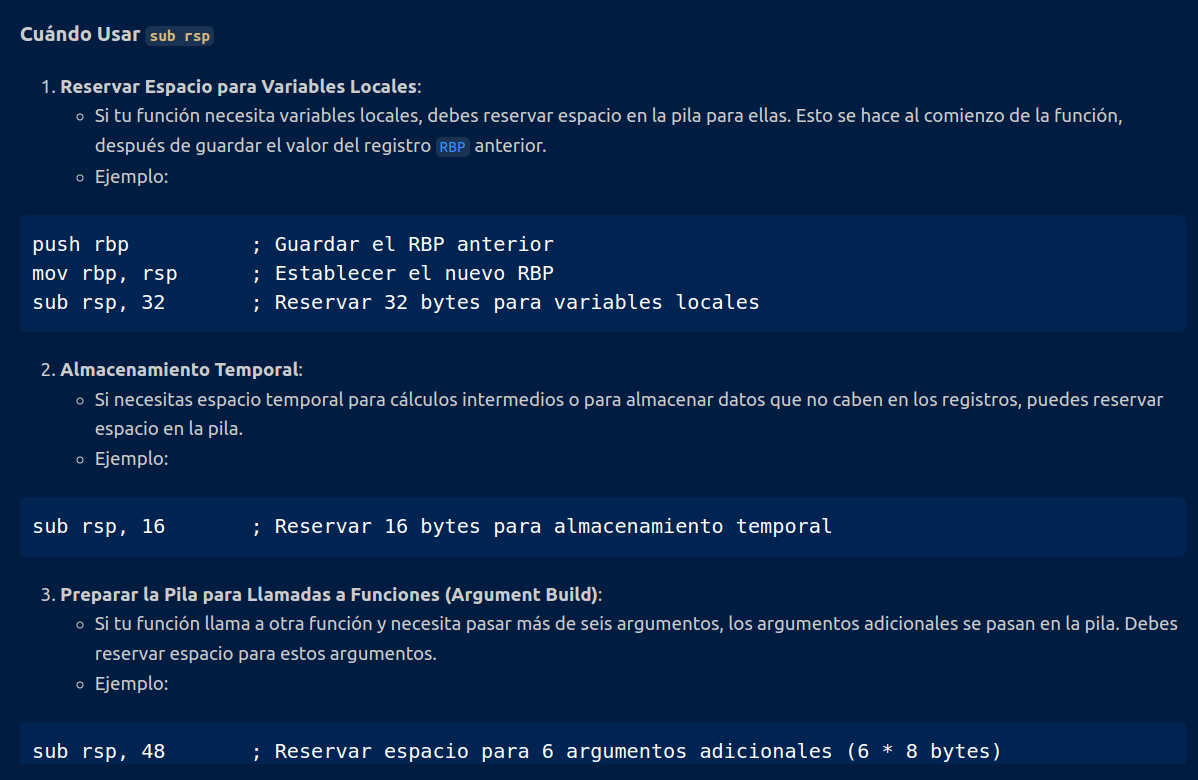 Cuándo Usar sub rsp
1. Reservar Espacio para Variables Locales:
◦ Si tu función necesita variables locales, debes reservar espacio en la pila para ellas. Esto se hace al comienzo de la función,
después de guardar el valor del registro RBP anterior.
◦ Ejemplo:
push rbp          ; Guardar el RBP anterior
mov rbp, rsp      ; Establecer el nuevo RBP
sub rsp, 32       ; Reservar 32 bytes para variables locales
2. Almacenamiento Temporal:
◦ Si necesitas espacio temporal para cálculos intermedios o para almacenar datos que no caben en los registros, puedes reservar
espacio en la pila.
◦ Ejemplo:
sub rsp, 16       ; Reservar 16 bytes para almacenamiento temporal
3. Preparar la Pila para Llamadas a Funciones (Argument Build):
◦ Si tu función llama a otra función y necesita pasar más de seis argumentos, los argumentos adicionales se pasan en la pila. Debes
reservar espacio para estos argumentos.
◦ Ejemplo:
sub rsp, 48       ; Reservar espacio para 6 argumentos adicionales (6 * 8 bytes)